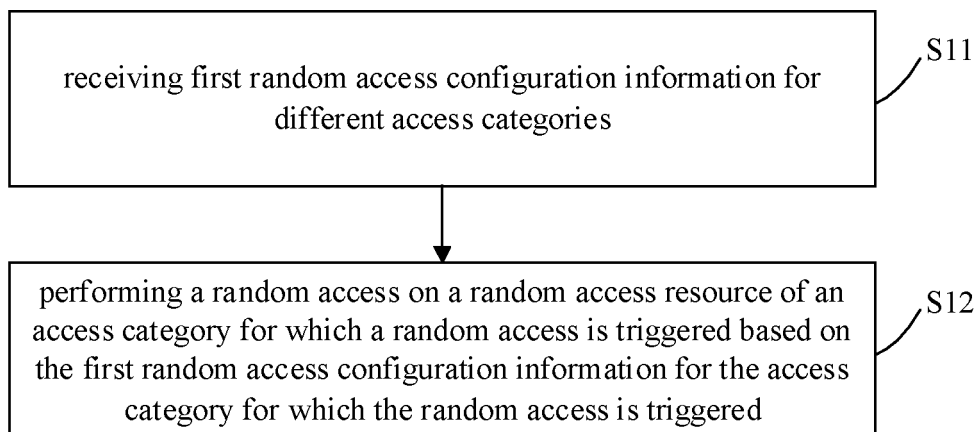 receiving first random access configuration information for
different access categories
S11
performing a random access on a random access resource of an
access category for which a random access is triggered based on
the first random access configuration information for the access
category for which the random access is triggered
S12